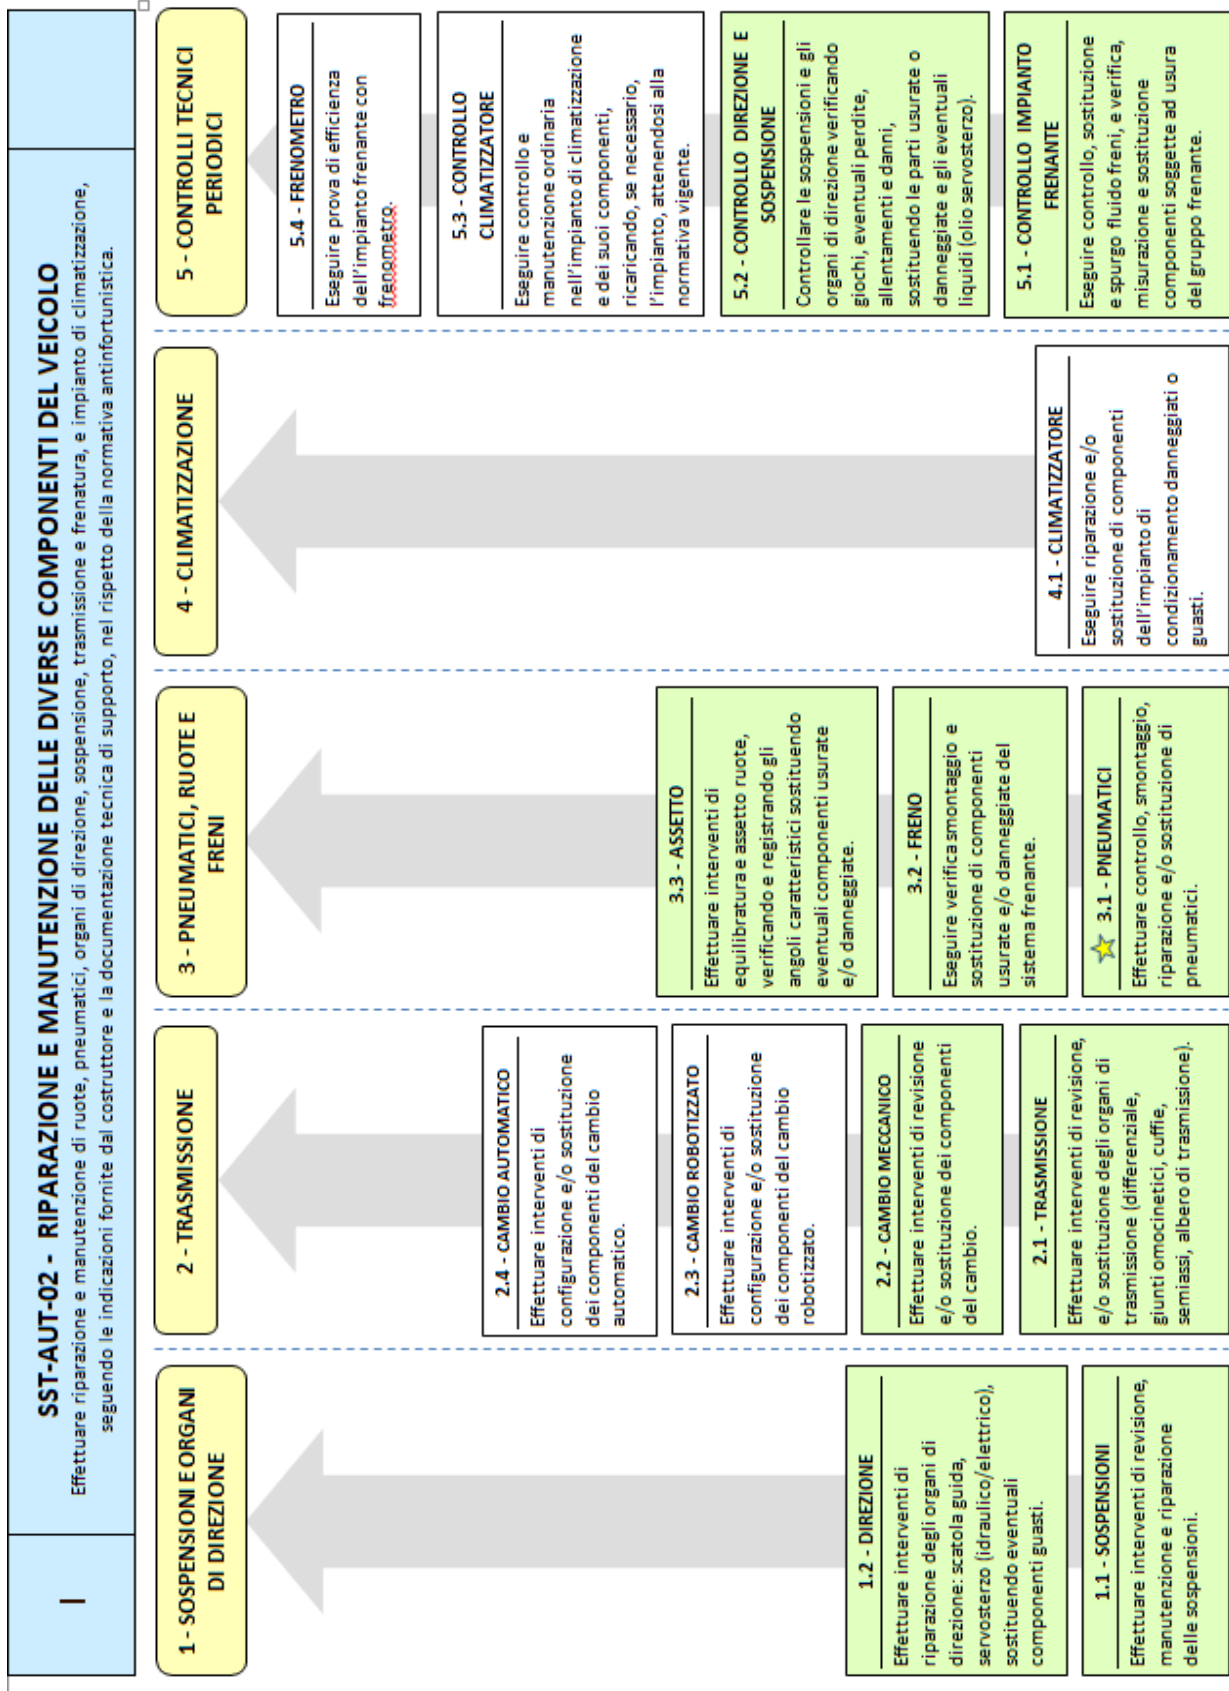 I
SST-AUT-02 - RIPARAZIONE E MANUTENZIONE DELLE DIVERSE COMPONENTI DEL VEICOLO
Effettuare riparazione e manutenzione di ruote, pneumatici, organi di direzione, sospensione, trasmissione e frenatura, e impianto di climatizzazione,
seguendo le indicazioni fornite dal costruttore e la documentazione tecnica di supporto, nel rispetto della normativa antinfortunistica.
1 - SOSPENSIONI E ORGANI
DI DIREZIONE
1.2 - DIREZIONE
Effettuare interventi di
riparazione degli organi di
direzione: scatola guida,
servosterzo (idraulico/elettrico),
sostituendo eventuali
componenti guasti.
1.1 - SOSPENSIONI
Effettuare interventi di revisione,
manutenzione e riparazione
delle sospensioni.
2 - TRASMISSIONE
2.4 - CAMBIO AUTOMATICO
Effettuare interventi di
configurazione e/o sostituzione
dei componenti del cambio
automatico.
2.3 - CAMBIO ROBOTIZZATO
Effettuare interventi di
configurazione e/o sostituzione
dei componenti del cambio
robotizzato.
2.2 - CAMBIO MECCANICO
Effettuare interventi di revisione
e/o sostituzione dei componenti
del cambio.
2.1 - TRASMISSIONE
Effettuare interventi di revisione,
e/o sostituzione degli organi di
trasmissione (differenziale,
giunti omocinetici, cuffie,
semiassi, albero di trasmissione).
3 - PNEUMATICI, RUOTE E
FRENI
3.3 - ASSETTO
Effettuare interventi di
equilibratura e assetto ruote,
verificando e registrando gli
angoli caratteristici sostituendo
eventuali componenti usurate
e/o danneggiate.
3.2 - FRENO
Eseguire verifica smontaggio e
sostituzione di componenti
usurate e/o danneggiate del
sistema frenante.
3.1 - PNEUMATICI
Effettuare controllo, smontaggio,
riparazione e/o sostituzione di
pneumatici.
4 - CLIMATIZZAZIONE
4.1 - CLIMATIZZATORE
Eseguire riparazione e/o
sostituzione di componenti
dell'impianto di
condizionamento danneggiati o
guasti.
5 - CONTROLLI TECNICI
PERIODICI
5.4 - FRENOMETRO
Eseguire prova di efficienza
dell'impianto frenante con
frenometro.
5.3 - CONTROLLO
CLIMATIZZATORE
Eseguire controllo e
manutenzione ordinaria
nell'impianto di climatizzazione
e dei suoi componenti,
ricaricando, se necessario,
l'impianto, attenendosi alla
normativa vigente.
5.2 - CONTROLLO DIREZIONE E
SOSPENSIONE
Controllare le sospensioni e gli
organi di direzione verificando
giochi, eventuali perdite,
allentamenti e danni,
sostituendo le parti usurate o
danneggiate e gli eventuali
liquidi (olio servosterzo).
5.1 - CONTROLLO IMPIANTO
FRENANTE
Eseguire controllo, sostituzione
e spurgo fluido freni, e verifica,
misurazione e sostituzione
componenti soggette ad usura
del gruppo frenante.